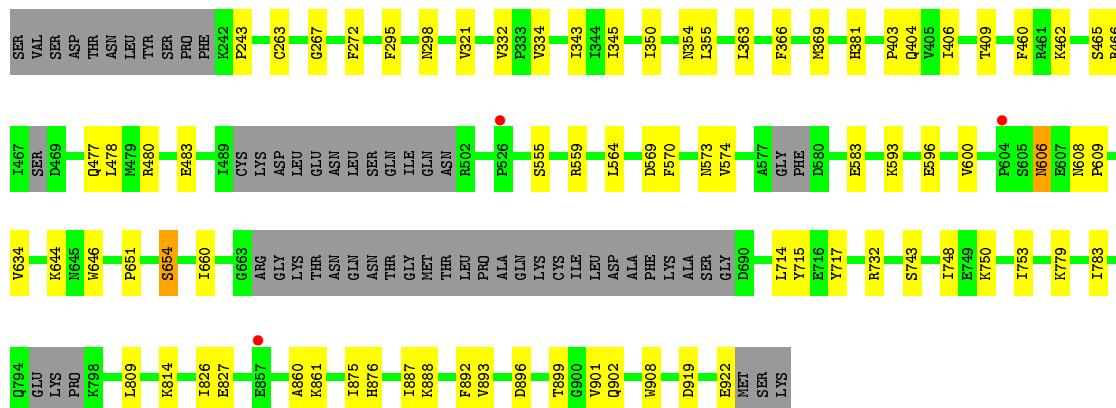 SER VAL SER ASP THR ASN LEU TYR SER PRO PHE K242 P243 C263 G267 F272 F295 N298 V321 V332 P333 V334 I343 I344 I345 I350 N354 L355 L363 F366 M369 H381 P403 Q404 V405 I406 T409 F460 R461 K462 S465 R466
I467 SER D469 Q477 L478 M479 R480 E483 I489 CYS LYS ASP LEU GLU ASN LEU SER GLN ILE GLN ASN R502 P526 S555 R559 L564 D569 F570 N573 V574 A577 GLY PHE D580 E583 K593 E596 V600 P604 S605 N606 E607 N608 P609
V634 K644 N645 W646 P651 S654 I660 G663 ARG GLY LYS THR ASN GLN ASN THR GLY MET THR LEU PRO ALA GLN LYS CYS ILE LEU ASP ALA PHE LYS ALA SER GLY D690 L714 Y715 E716 Y717 R732 S743 I748 E749 K750 I753 K779 I783
Q794 GLU LYS PRO K798 L809 K814 I826 E827 E857 A860 K861 I875 H876 I887 K888 F892 V893 D896 T899 G900 V901 Q902 W908 D919 E922 MET SER LYS